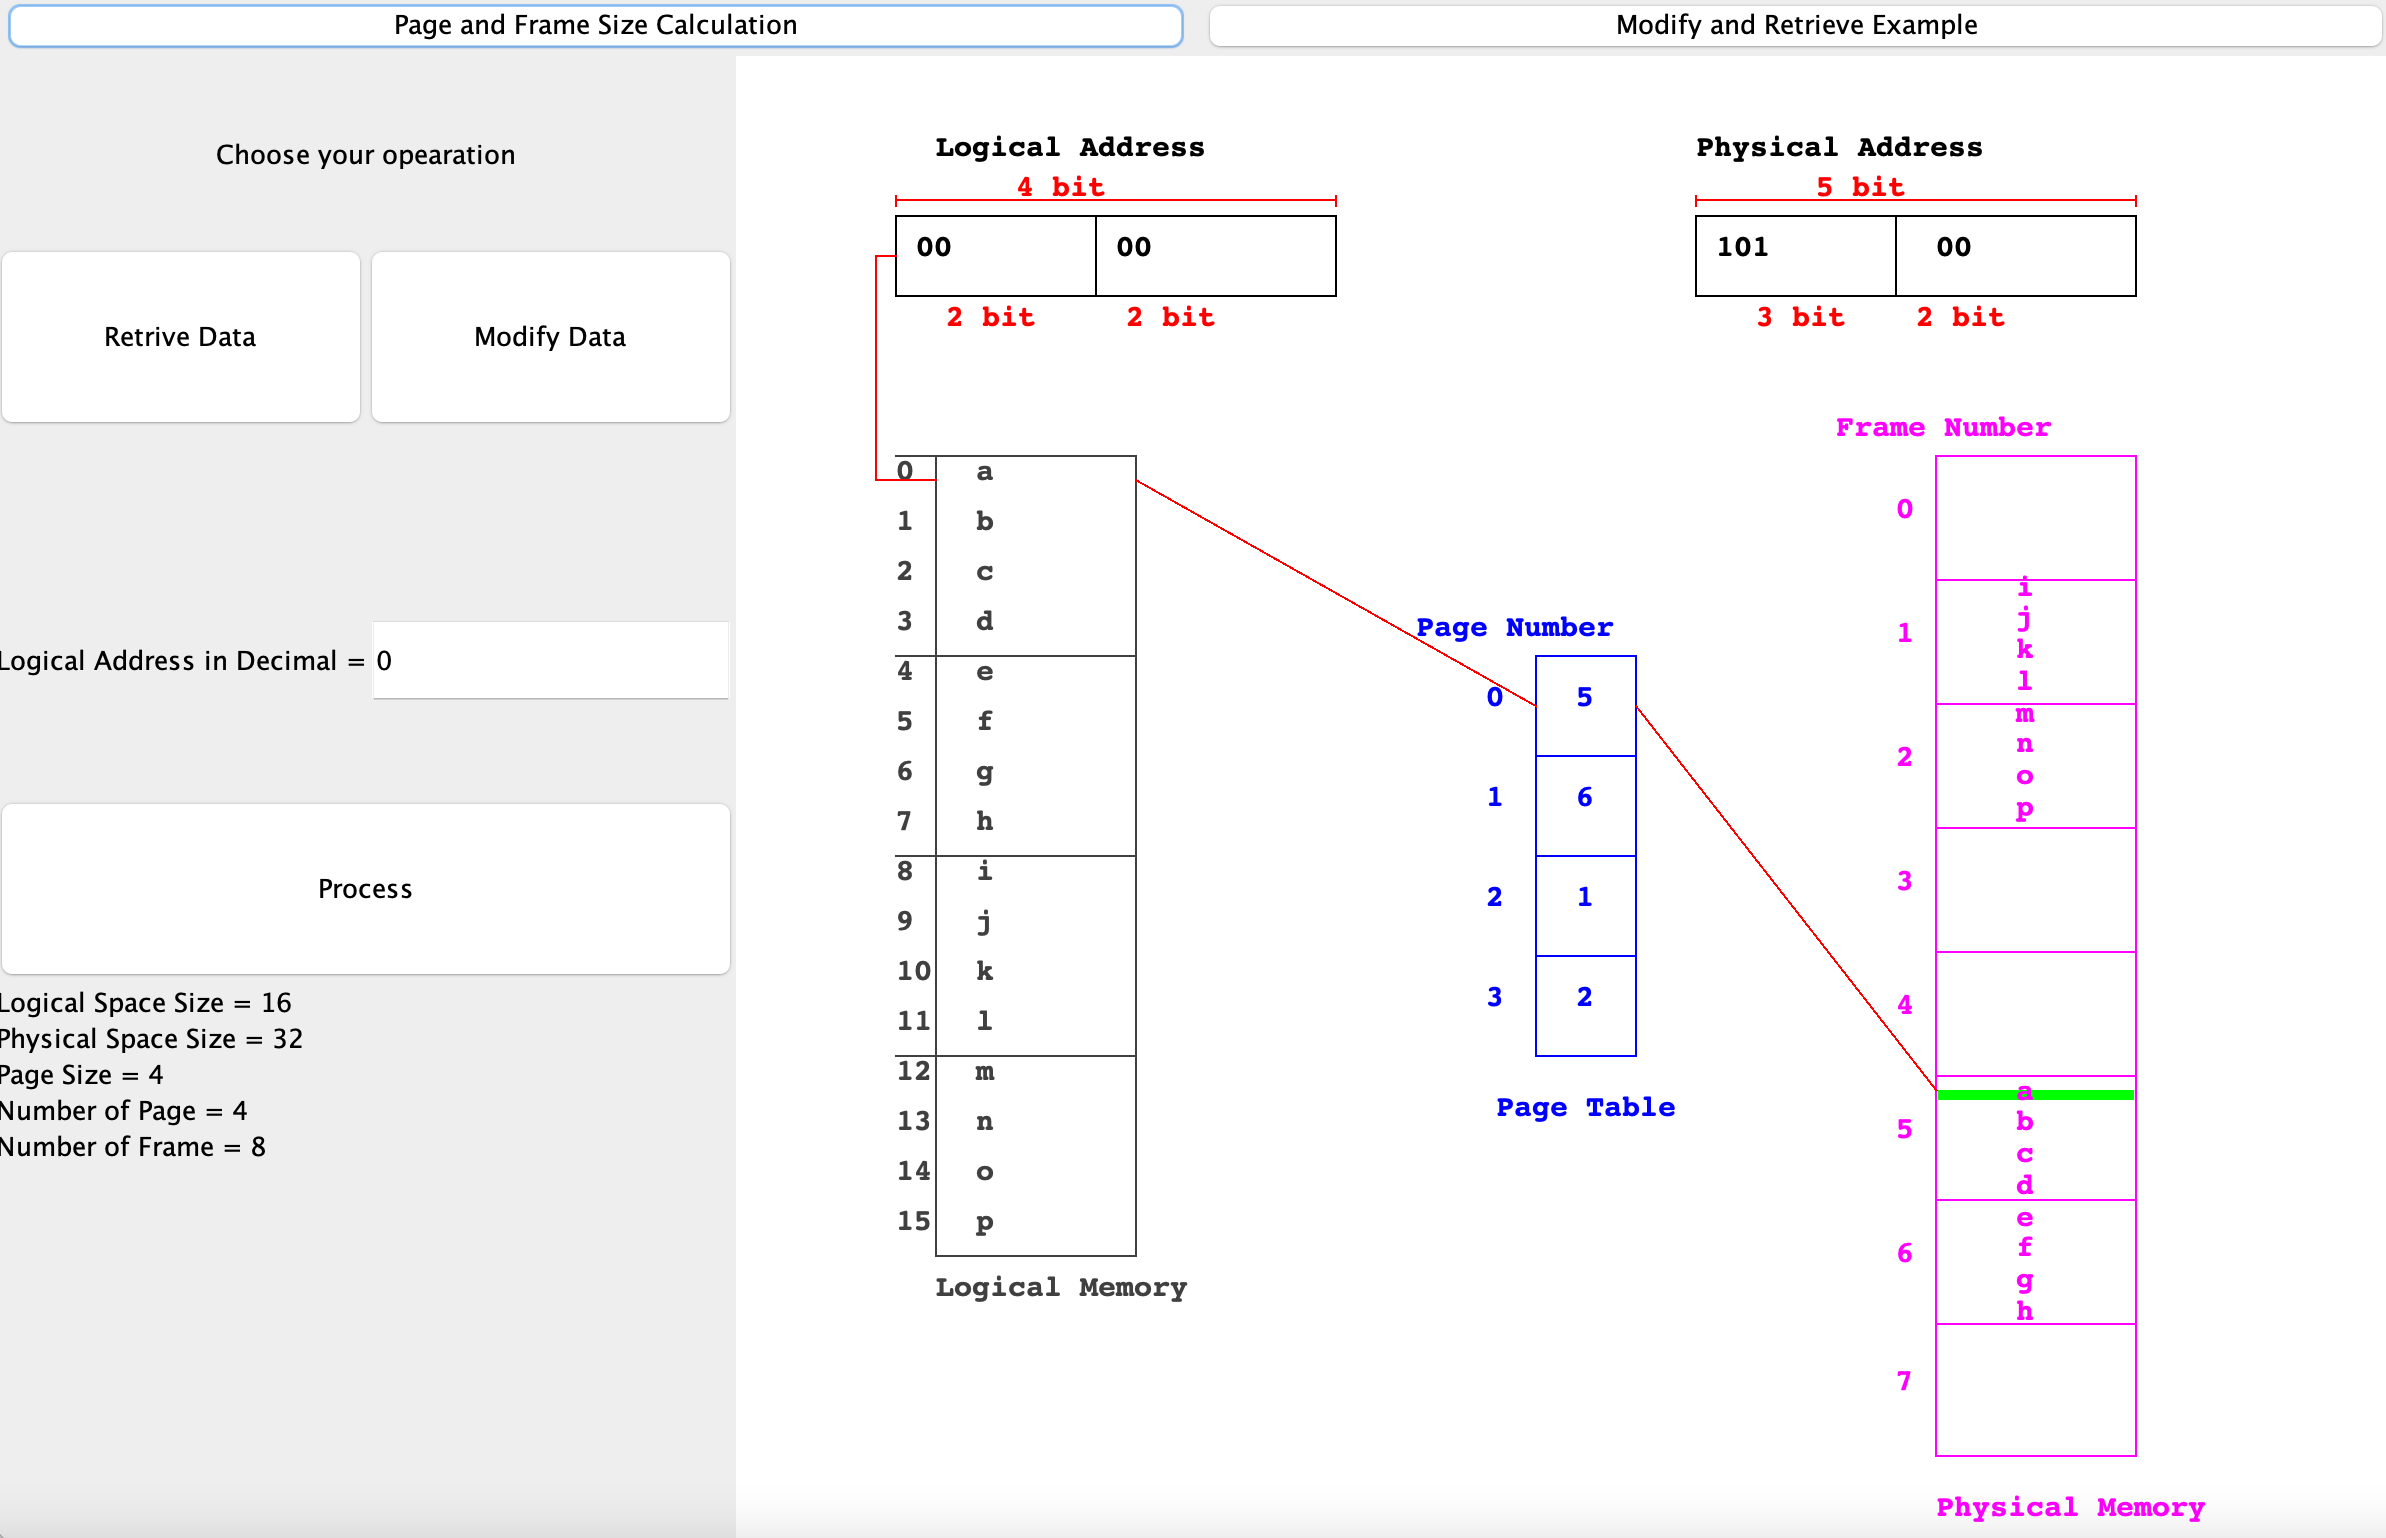 Page and Frame Size Calculation
Modify and Retrieve Example
Choose your opearation
Retrive Data
Modify Data
Logical Address in Decimal = 0
Process
Logical Space Size = 16
Physical Space Size = 32
Page Size = 4
Number of Page = 4
Number of Frame = 8
Logical Address
4 bit
00 00
2 bit 2 bit
Physical Address
5 bit
101 00
3 bit 2 bit
0 a
1 b
2 c
3 d
4 e
5 f
6 g
7 h
8 i
9 j
10 k
11 l
12 m
13 n
14 o
15 p
Logical Memory
Page Number
0 5
1 6
2 1
3 2
Page Table
Frame Number
0
1
i
j
k
l
2
m
n
o
p
3
4
5
a
b
c
d
6
e
f
g
h
7
Physical Memory